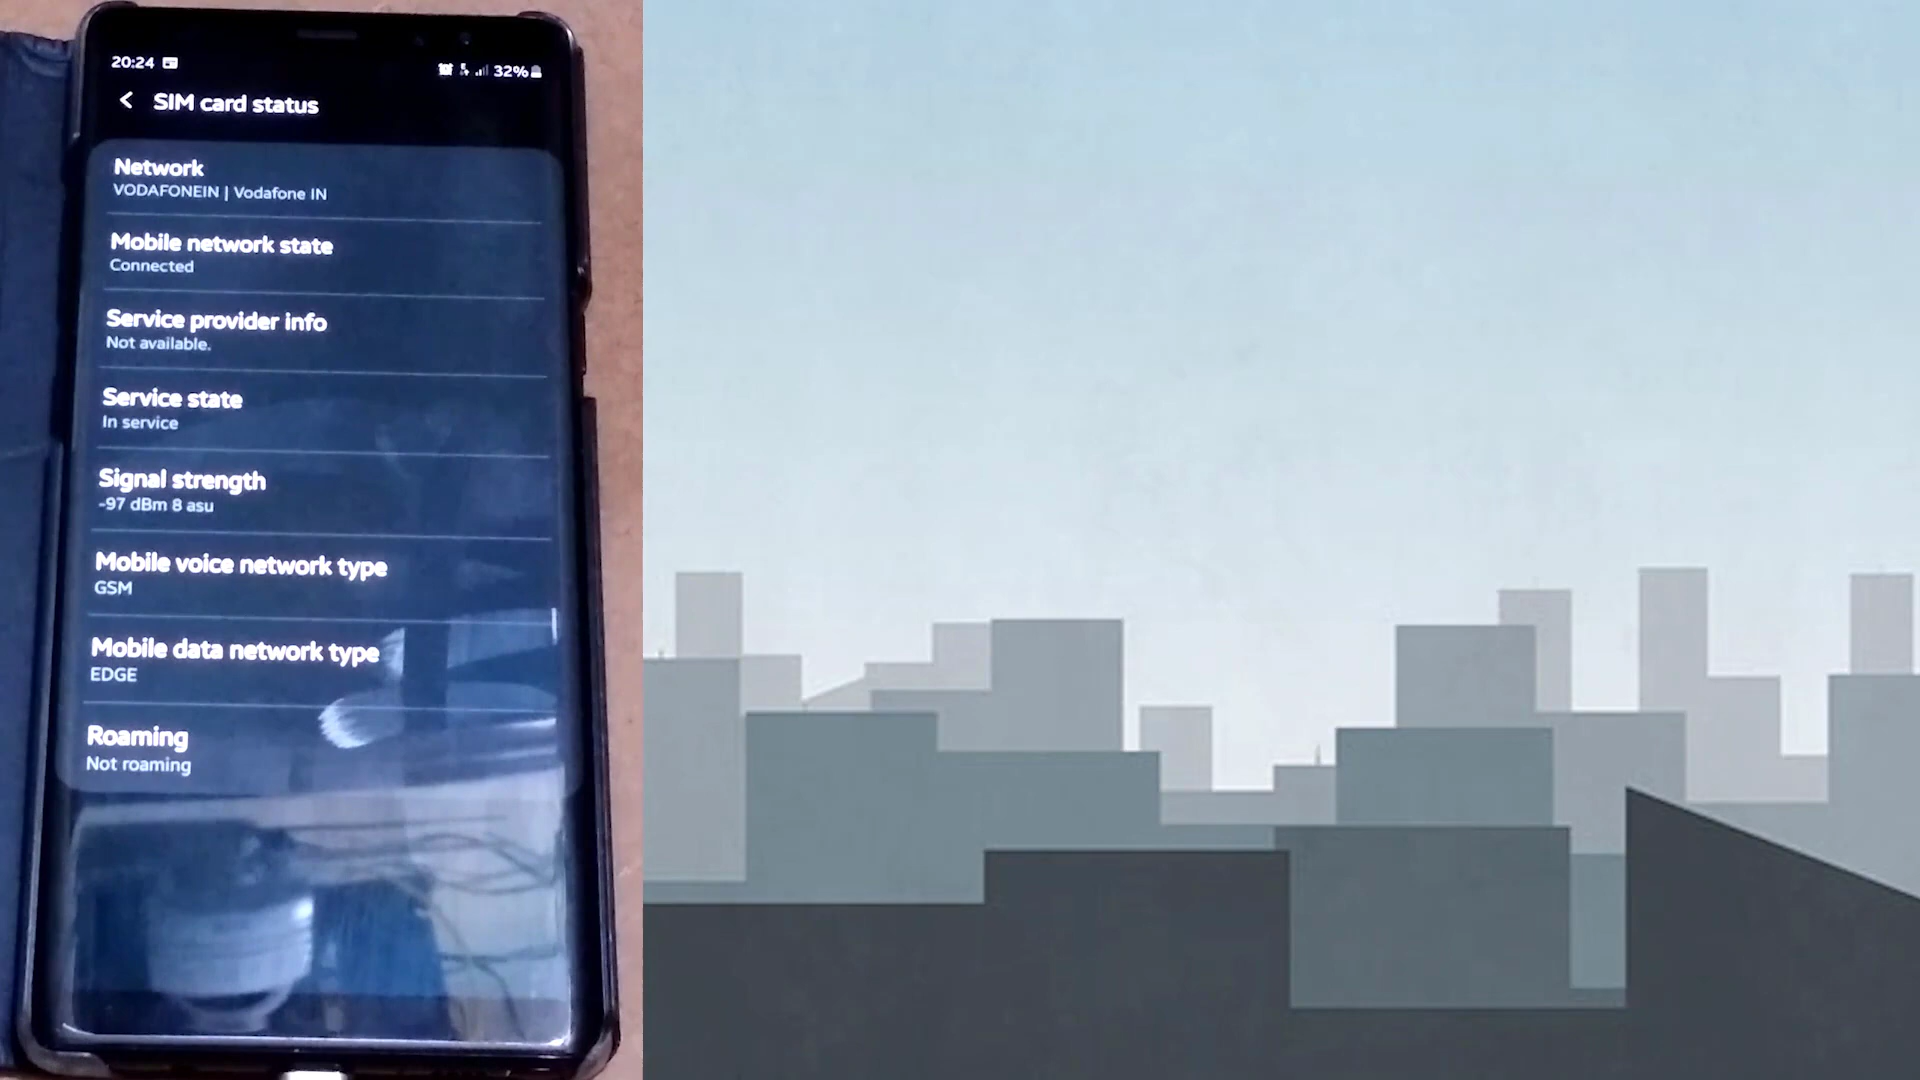 20:24
32%
SIM card status
Network
VODAFONEIN | Vodafone IN
Mobile network state
Connected
Service provider info
Not available.
Service state
In service
Signal strength
-97 dBm 8 asu
Mobile voice network type
GSM
Mobile data network type
EDGE
Roaming
Not roaming